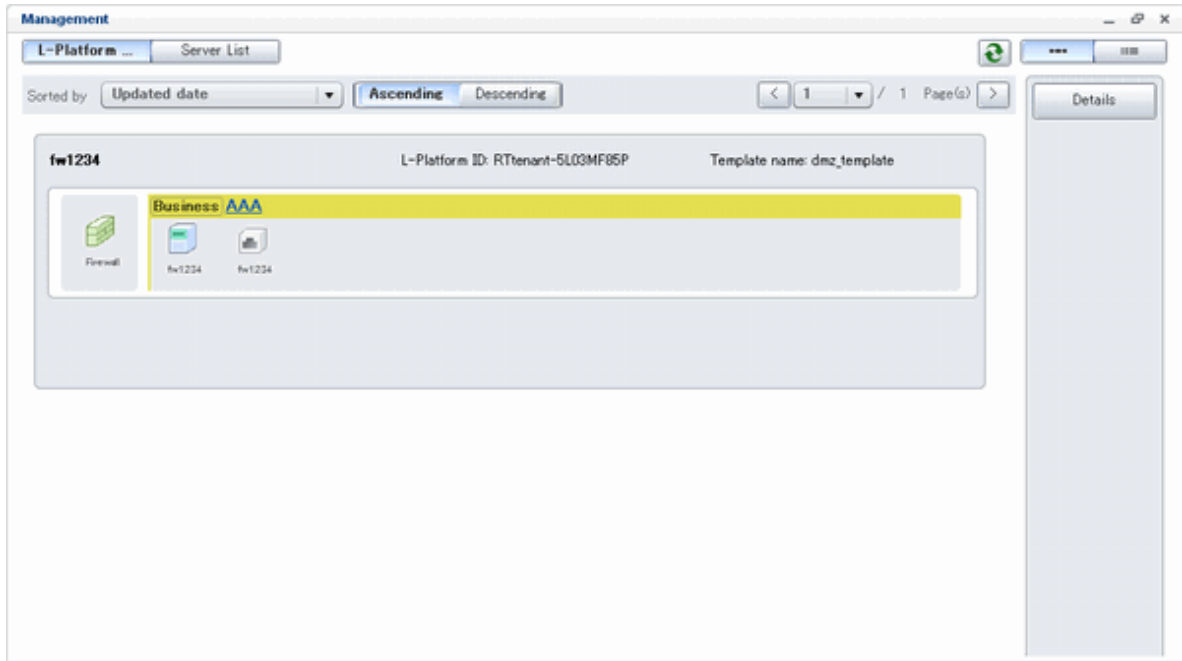 Management
L-Platform ... Server List
Sorted by Updated date Ascending Descending < 1 / 1 Page(s) > Details
fw1234 L-Platform ID: RTtenant-5L03MF85P Template name: dmz_template
Business AAA
Firewall fw1234 fw1234